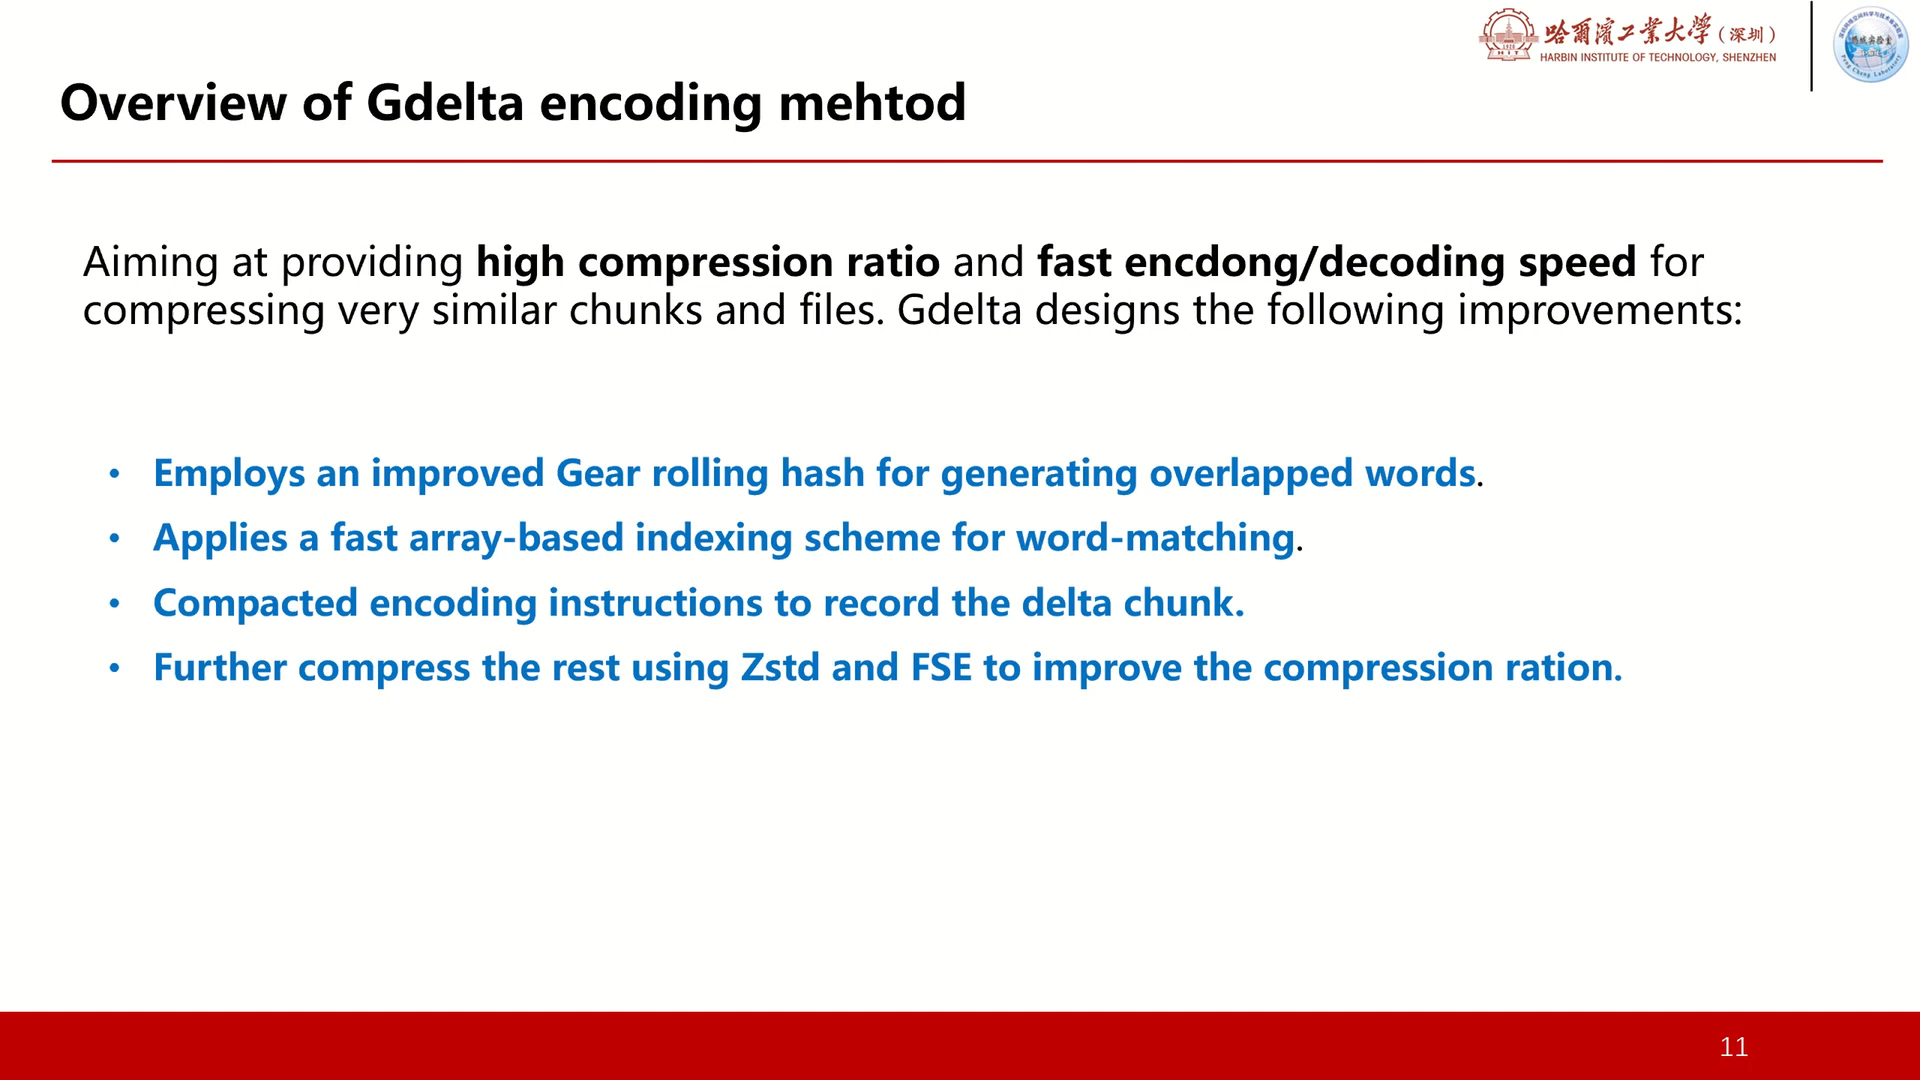 哈爾濱工業大學（深圳）
HARBIN INSTITUTE OF TECHNOLOGY, SHENZHEN
Overview of Gdelta encoding mehtod
Aiming at providing high compression ratio and fast encdong/decoding speed for
compressing very similar chunks and files. Gdelta designs the following improvements:
• Employs an improved Gear rolling hash for generating overlapped words.
• Applies a fast array-based indexing scheme for word-matching.
• Compacted encoding instructions to record the delta chunk.
• Further compress the rest using Zstd and FSE to improve the compression ration.
11